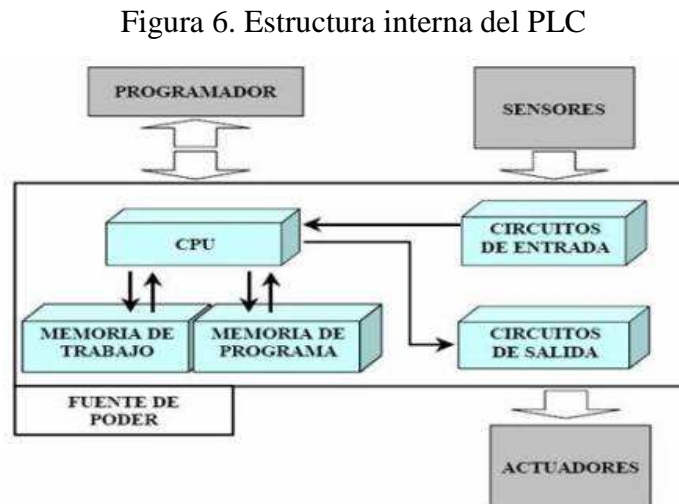 Figura 6. Estructura interna del PLC
PROGRAMADOR
SENSORES
CPU
CIRCUITOS
DE ENTRADA
MEMORIA DE
TRABAJO
MEMORIA DE
PROGRAMA
CIRCUITOS
DE SALIDA
FUENTE DE
PODER
ACTUADORES